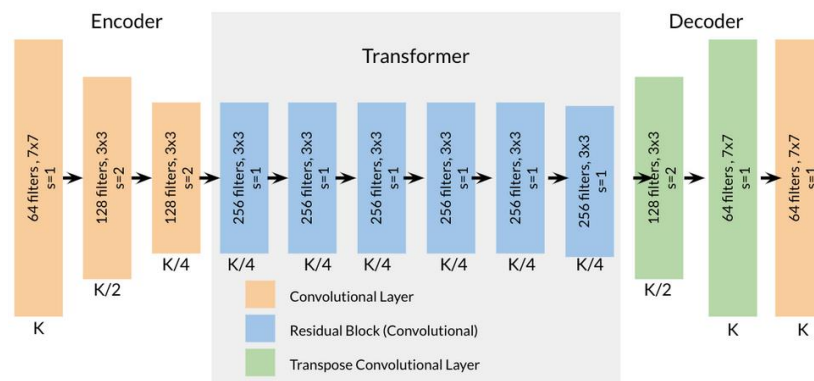 Encoder
Decoder
Transformer
64 filters , 7x7
s=1
128 filters, 3x3
s=2
128 filters, 3x3
s=2
256 filters, 3x3
s=1
256 filters, 3x3
s=1
256 filters, 3x3
s=1
256 filters, 3x3
s=1
256 filters, 3x3
s=1
256 filters, 3x3
s=1
128 filters, 3x3
s=2
64 filters , 7x7
s=1
64 filters , 7x7
s=1
K
K/2
K/4
K/4
K/4
K/4
K/4
K/4
K/4
K/2
K
K
Convolutional Layer
Residual Block (Convolutional)
Transpose Convolutional Layer